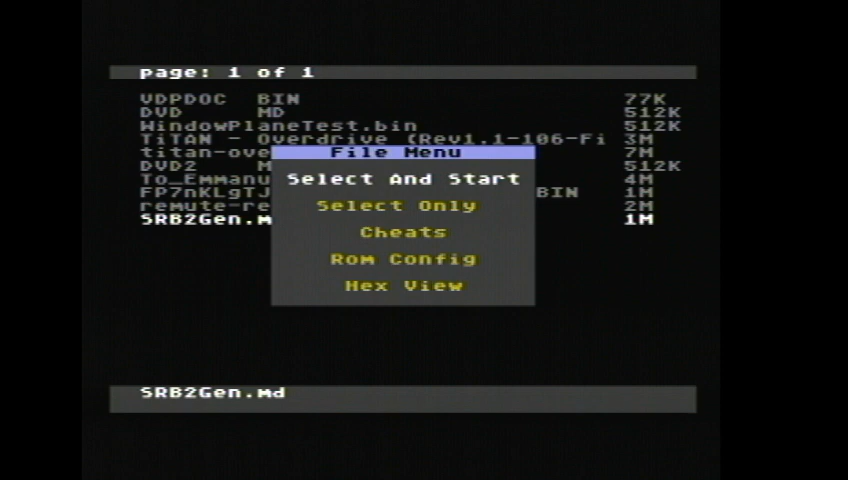 page: 1 of 1
VDPDOC BIN 77K
DVD MD 512K
WindowPlaneTest.bin 512K
TiTAN - Overdrive (Rev1.1-106-Fi 3M
titan-ove 7M
DVD2 M 512K
To_Emmanu 4M
FP7nKLgTJ BIN 1M
remote-re 2M
SRB2Gen.m 1M
File Menu
Select And Start
Select Only
Cheats
Rom Config
Hex View
SRB2Gen.md